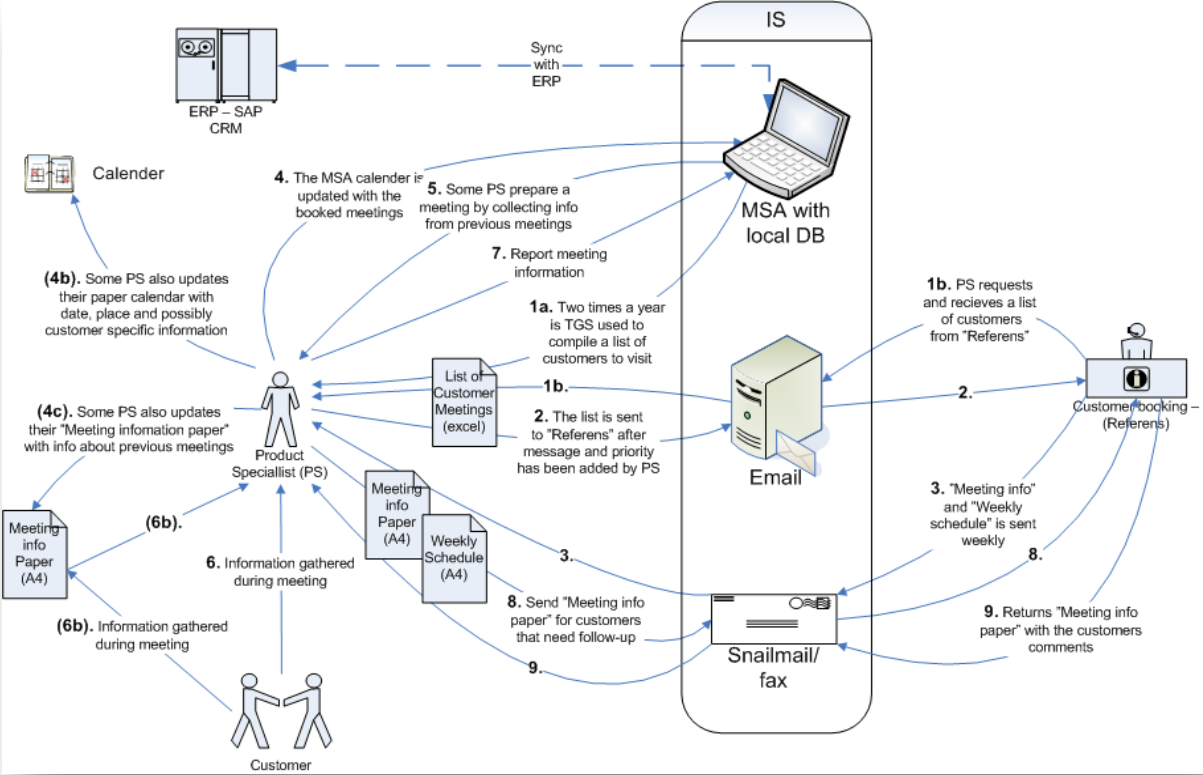 IS
Sync
with
ERP
ERP – SAP
CRM
Calender
4. The MSA calender is
updated with the
booked meetings
5. Some PS prepare a
meeting by collecting info
from previous meetings
MSA with
local DB
7. Report meeting
information
(4b). Some PS also updates
their paper calendar with
date, place and possibly
customer specific information
1a. Two times a year
is TGS used to
compile a list of
customers to visit
1b. PS requests
and recieves a list
of customers
from "Referens"
List of
Customer
Meetings
(excel)
1b.
2.
Customer booking –
(Referens)
(4c). Some PS also updates
their "Meeting infomation paper"
with info about previous meetings
2. The list is sent
to "Referens" after
message and priority
has been added by PS
Product
Speciallist (PS)
Email
Meeting
info
Paper
(A4)
Weekly
Schedule
(A4)
3. "Meeting info"
and "Weekly
schedule" is sent
weekly
Meeting
info
Paper
(A4)
(6b).
6. Information gathered
during meeting
3.
8.
8. Send "Meeting info
paper" for customers
that need follow-up
9. Returns "Meeting info
paper" with the customers
comments
(6b). Information gathered
during meeting
9.
Snailmail/
fax
Customer